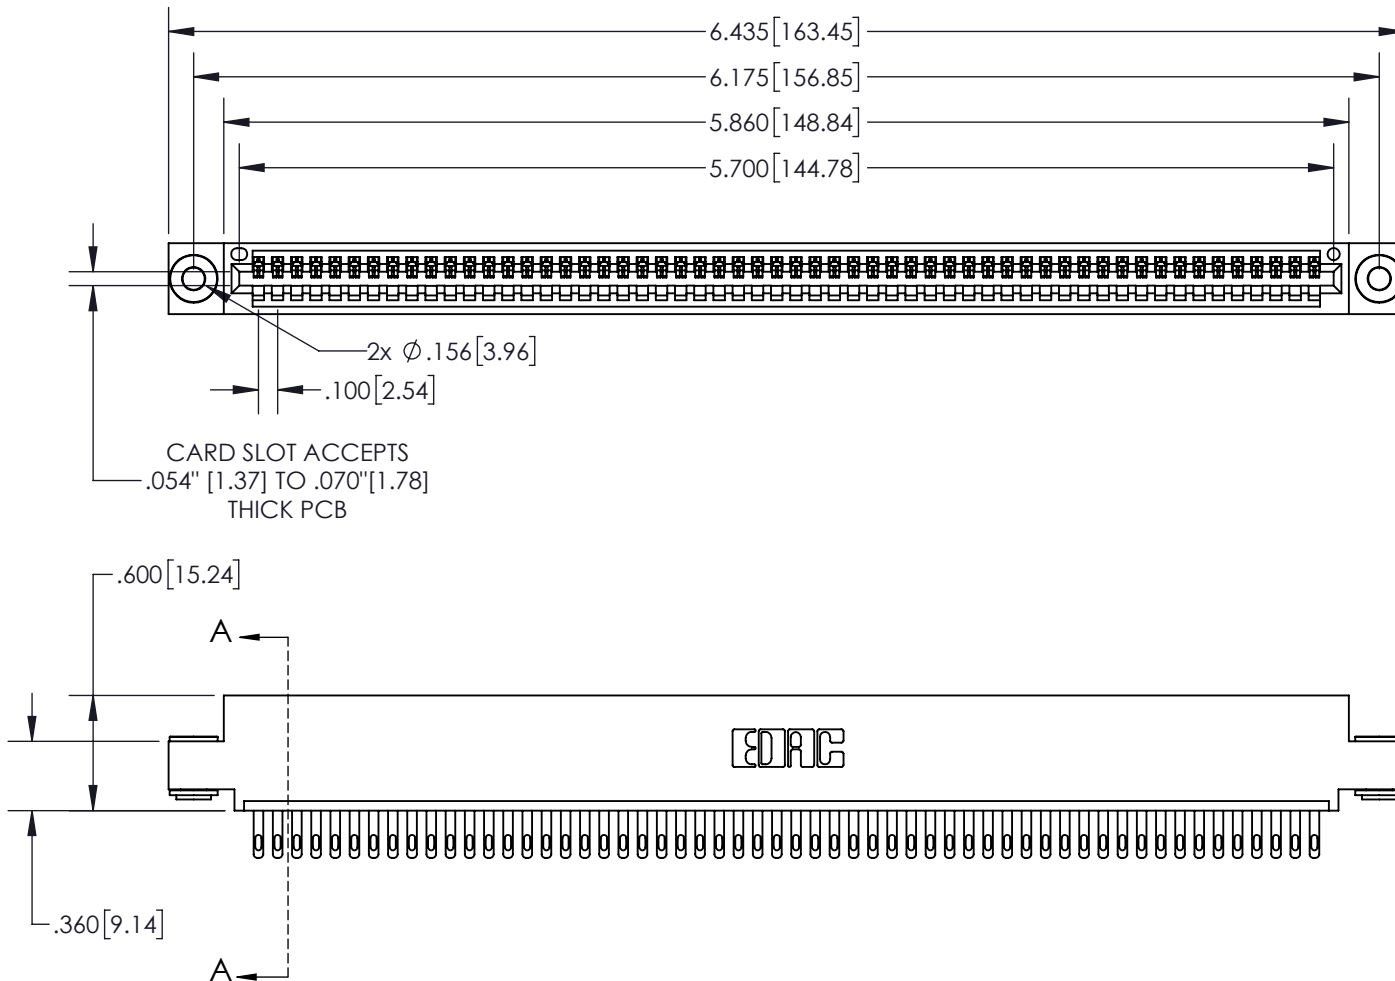 6.435[163.45]
6.175[156.85]
5.860[148.84]
5.700[144.78]
2x Ø.156[3.96]
.100[2.54]
CARD SLOT ACCEPTS
.054" [1.37] TO .070"[1.78]
THICK PCB
.600[15.24]
A
EDAC
.360[9.14]
A